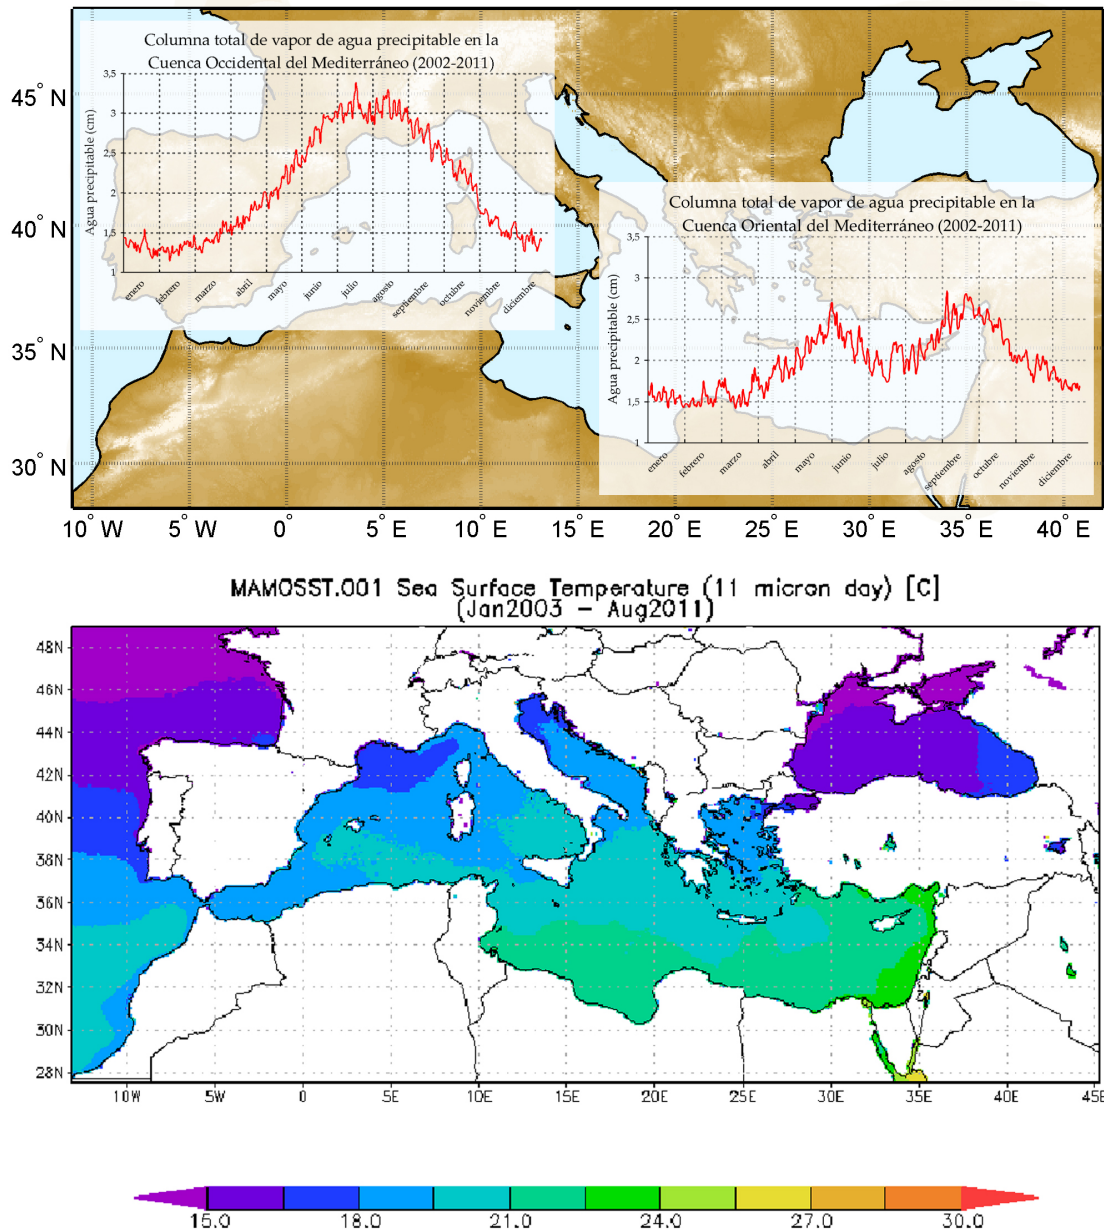 Columna total de vapor de agua precipitable en la
Cuenca Occidental del Mediterráneo (2002-2011)
Agua precipitable (cm)
3,5
3
2,5
2
1,5
1
enero
febrero
marzo
abril
mayo
junio
julio
agosto
septiembre
octubre
noviembre
diciembre
Columna total de vapor de agua precipitable en la
Cuenca Oriental del Mediterráneo (2002-2011)
Agua precipitable (cm)
3,5
3
2,5
2
1,5
1
enero
febrero
marzo
abril
mayo
junio
julio
agosto
septiembre
octubre
noviembre
diciembre
45° N
40° N
35° N
30° N
10° W 5° W 0° 5° E 10° E 15° E 20° E 25° E 30° E 35° E 40° E
MAMOSST.001 Sea Surface Temperature (11 micron day) [C]
(Jan2003 – Aug2011)
48N
46N
44N
42N
40N
38N
36N
34N
32N
30N
28N
10W 5W 0 5E 10E 15E 20E 25E 30E 35E 40E 45E
15.0 18.0 21.0 24.0 27.0 30.0